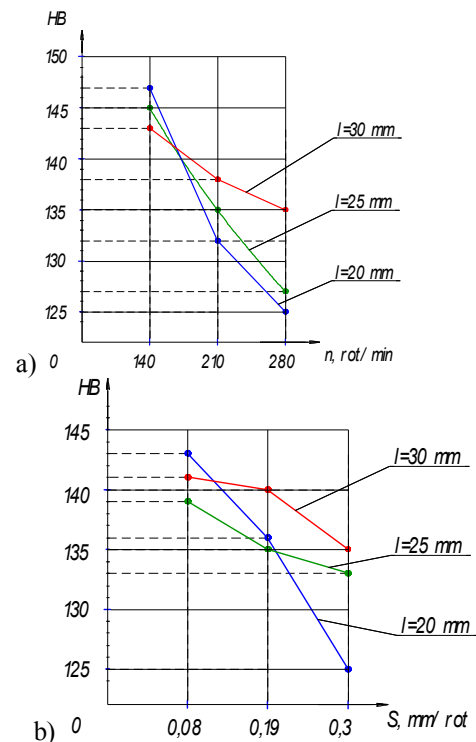 HB
150
145
140
135
130
125
l=30 mm
l=25 mm
l=20 mm
a)
0
140
210
280
n, rot/ min
HB
145
140
135
130
125
l=30 mm
l=25 mm
l=20 mm
b)
0
0,08
0,19
0,3
S, mm/ rot